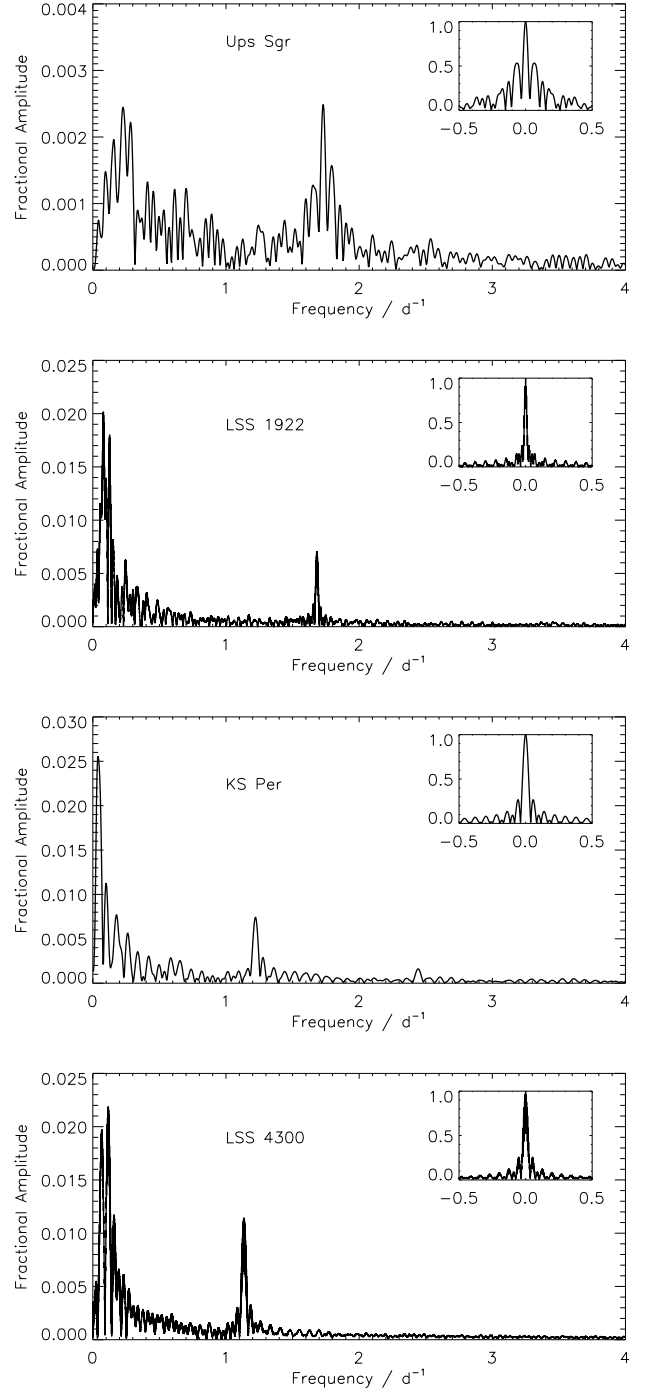 Ups Sgr
Fractional Amplitude
0.004
0.003
0.002
0.001
0.000
0 1 2 3 4
Frequency / d⁻¹
1.0
0.5
0.0
−0.5 0.0 0.5
LSS 1922
Fractional Amplitude
0.025
0.020
0.015
0.010
0.005
0.000
0 1 2 3 4
Frequency / d⁻¹
1.0
0.5
0.0
−0.5 0.0 0.5
KS Per
Fractional Amplitude
0.030
0.025
0.020
0.015
0.010
0.005
0.000
0 1 2 3 4
Frequency / d⁻¹
1.0
0.5
0.0
−0.5 0.0 0.5
LSS 4300
Fractional Amplitude
0.025
0.020
0.015
0.010
0.005
0.000
0 1 2 3 4
Frequency / d⁻¹
1.0
0.5
0.0
−0.5 0.0 0.5